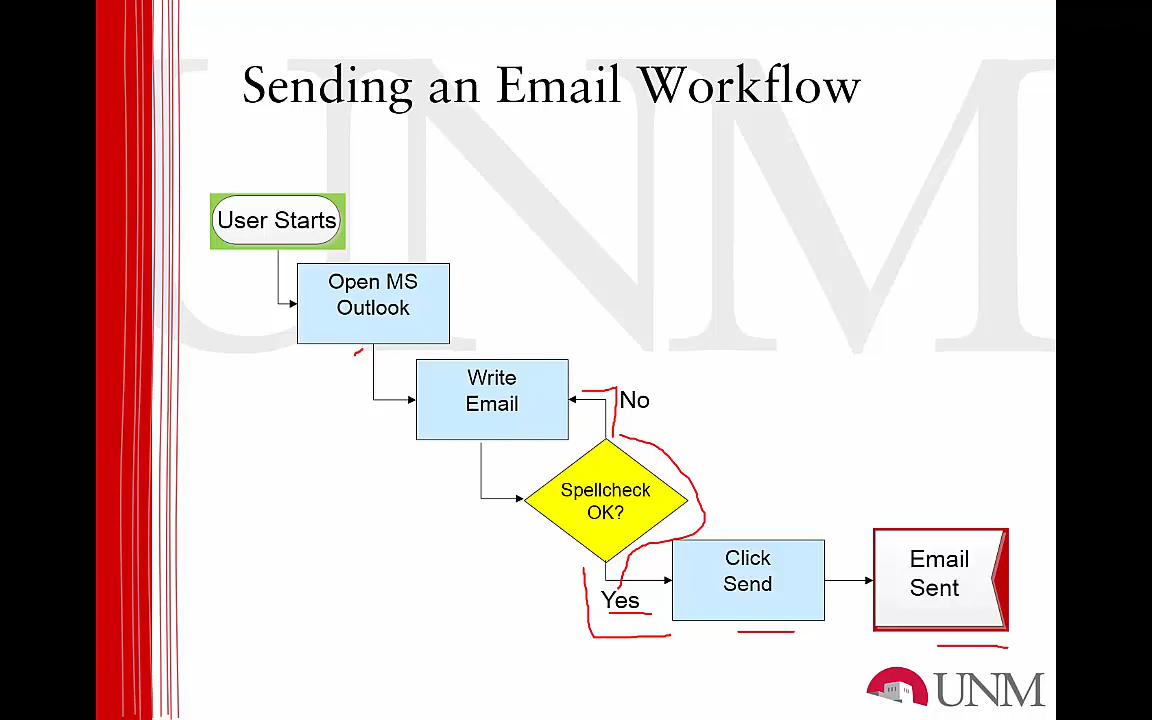 Sending an Email Workflow
User Starts
Open MS
Outlook
Write
Email
No
Spellcheck
OK?
Yes
Click
Send
Email
Sent
UNM
UNM